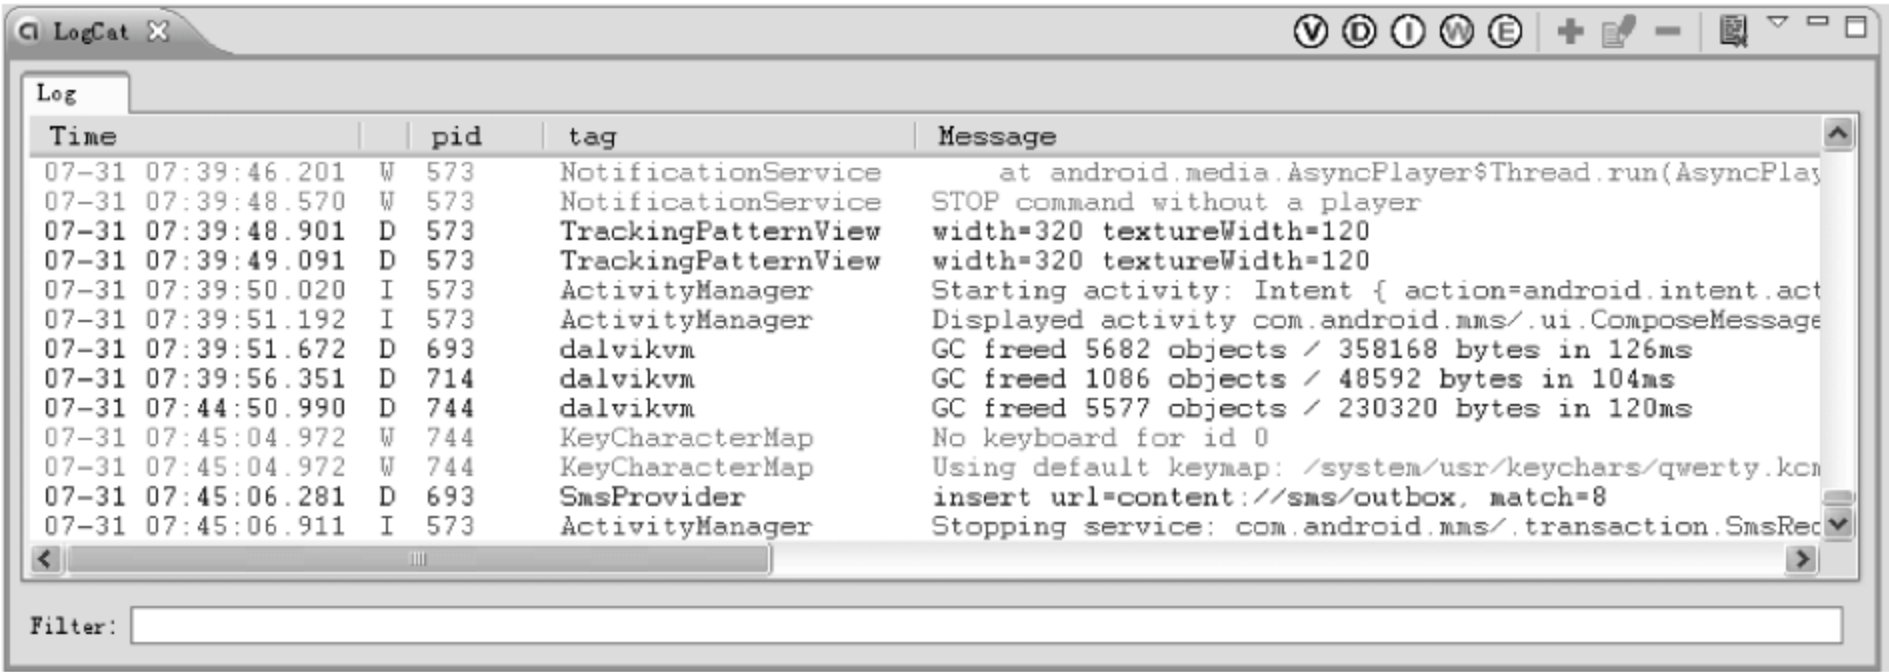 LogCat
V D I W E
Log
Time pid tag Message
07-31 07:39:46.201 W 573 NotificationService at android.media.AsyncPlayer$Thread.run(AsyncPlay
07-31 07:39:48.570 W 573 NotificationService STOP command without a player
07-31 07:39:48.901 D 573 TrackingPatternView width=320 textureWidth=120
07-31 07:39:49.091 D 573 TrackingPatternView width=320 textureWidth=120
07-31 07:39:50.020 I 573 ActivityManager Starting activity: Intent { action=android.intent.act
07-31 07:39:51.192 I 573 ActivityManager Displayed activity com.android.mms/.ui.ComposeMessage
07-31 07:39:51.672 D 693 dalvikvm GC freed 5682 objects / 358168 bytes in 126ms
07-31 07:39:56.351 D 714 dalvikvm GC freed 1086 objects / 48592 bytes in 104ms
07-31 07:44:50.990 D 744 dalvikvm GC freed 5577 objects / 230320 bytes in 120ms
07-31 07:45:04.972 W 744 KeyCharacterMap No keyboard for id 0
07-31 07:45:04.972 W 744 KeyCharacterMap Using default keymap: /system/usr/keychars/qwerty.kcm
07-31 07:45:06.281 D 693 SmsProvider insert url=content://sms/outbox, match=8
07-31 07:45:06.911 I 573 ActivityManager Stopping service: com.android.mms/.transaction.SmsRec
Filter: